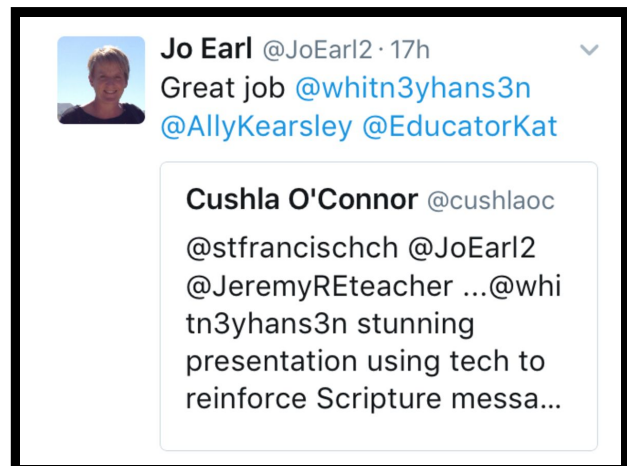 Jo Earl @JoEarl2 · 17h
Great job @whitn3yhans3n
@AllyKearsley @EducatorKat
Cushla O'Connor @cushlaoc
@stfrancischch @JoEarl2
@JeremyREteacher ...@whi
tn3yhans3n stunning
presentation using tech to
reinforce Scripture messa...